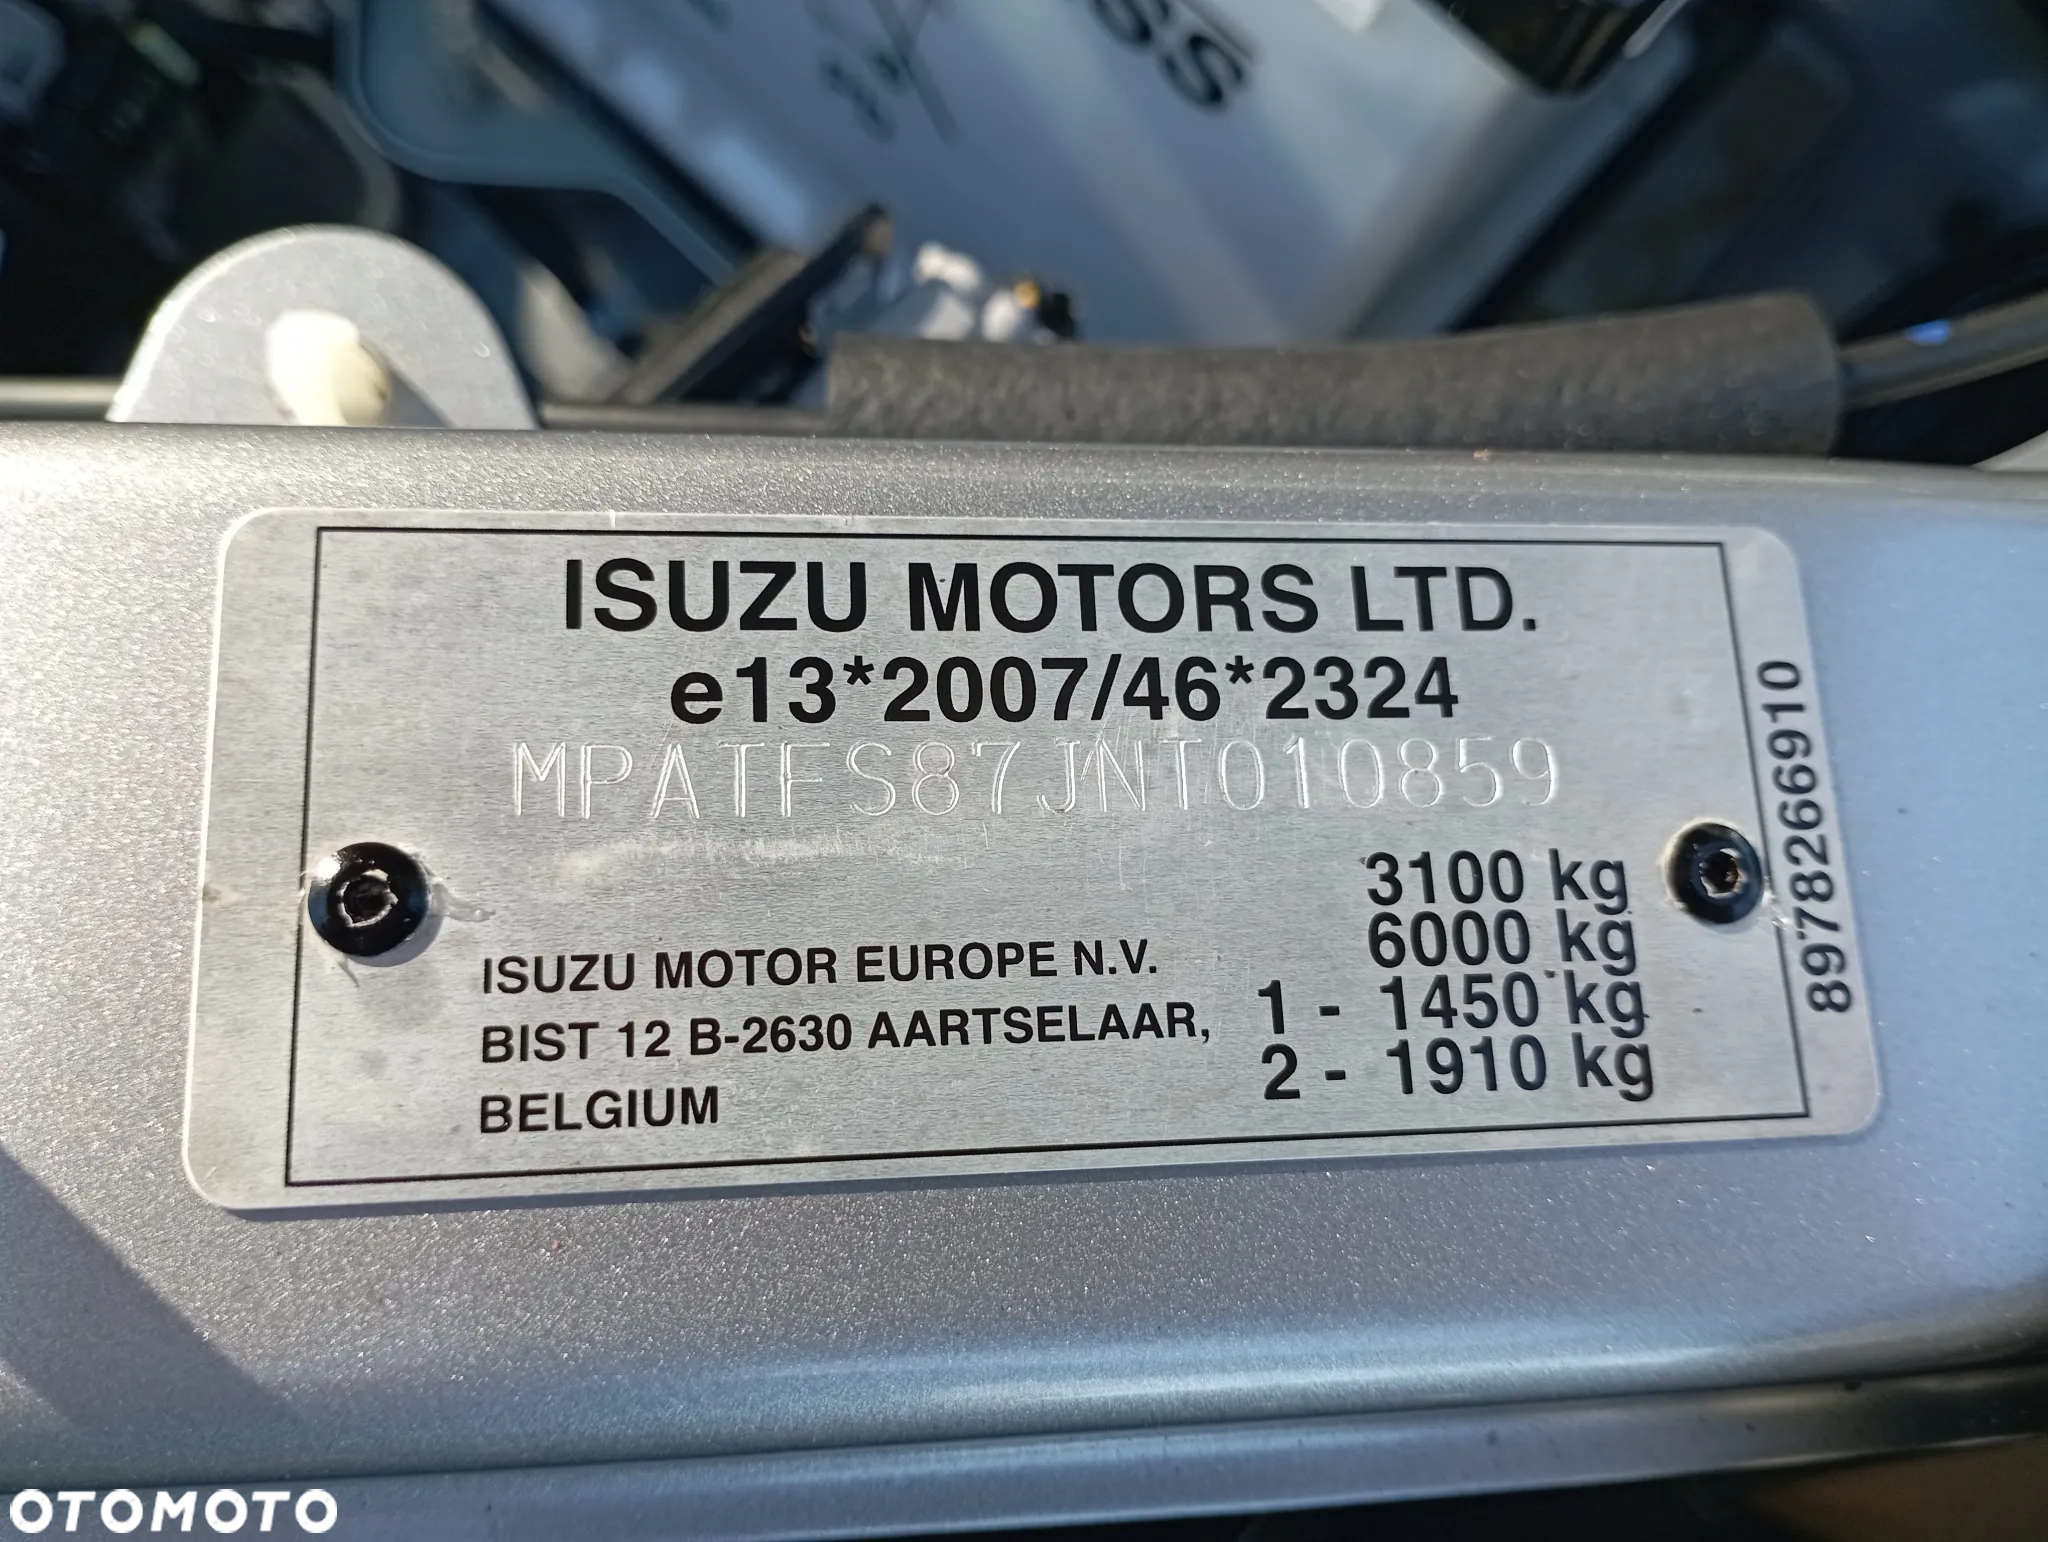 ISUZU MOTORS LTD.
e13*2007/46*2324
MPATFS87JNT010859
3100 kg
6000 kg
1 - 1450 kg
2 - 1910 kg
ISUZU MOTOR EUROPE N.V.
BIST 12 B-2630 AARTSELAAR,
BELGIUM
8978266910
OTOMOTO